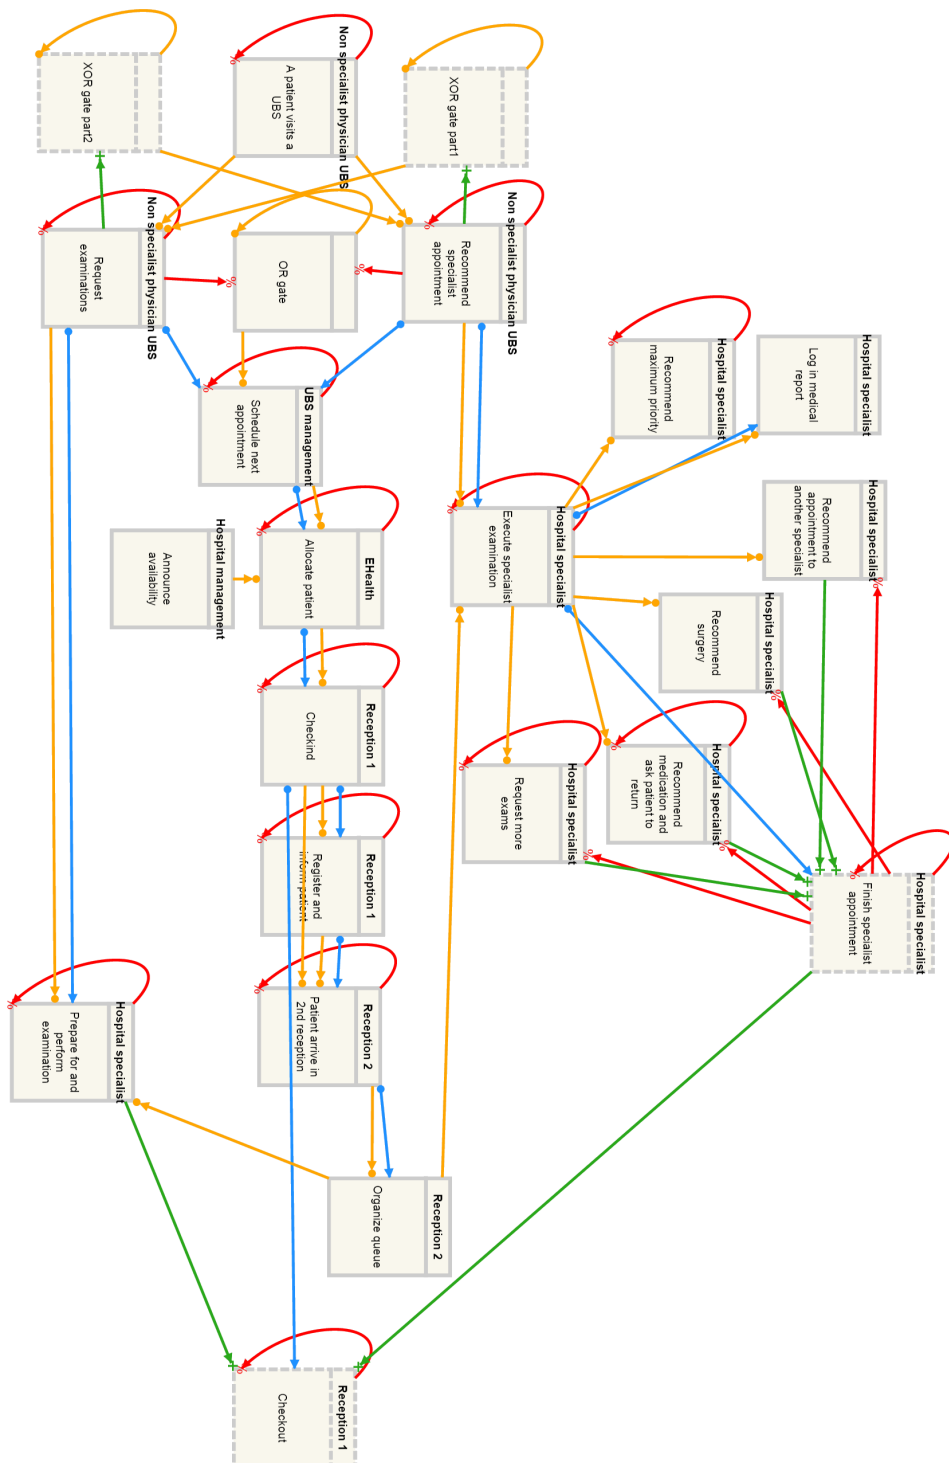 XOR gate part2
Non specialist physician UBS
A patient visits a
UBS
XOR gate part1
%
Non specialist physician UBS
Request
examinations
%
OR gate
%
%
Non specialist physician UBS
Recommend
specialist
appointment
%
%
UBS management
Schedule next
appointment
%
Hospital specialist
Recommend
maximum priority
%
Hospital specialist
Log in medical
report
Hospital specialist
Recommend
appointment to
another specialist
%
Hospital specialist
Execute specialist
examination
%
Hospital management
Announce
availability
EHealth
Allocate patient
%
Hospital specialist
Recommend
surgery
%
Reception 1
Checkind
%
Hospital specialist
Request more
exams
%
%
Hospital specialist
Recommend
medication and
ask patient to
return
%
%
Reception 1
Register and
inform patient
%
Hospital specialist
Finish specialist
appointment
%
Hospital specialist
Prepare for and
perform
examination
%
Reception 2
Patient arrive in
2nd reception
%
Reception 2
Organize queue
Reception 1
Checkout
%